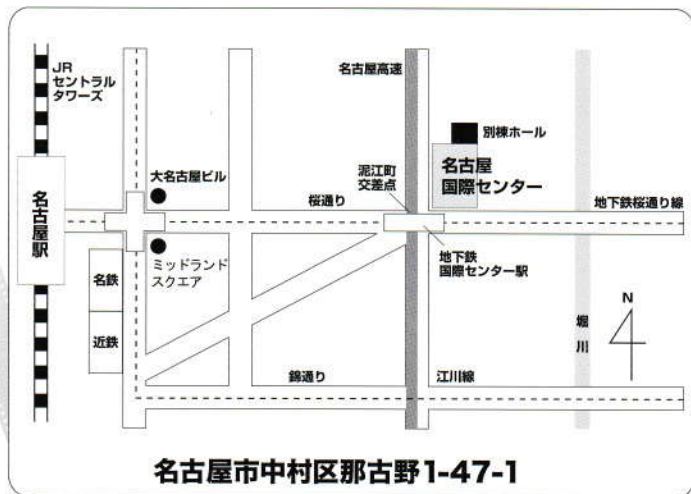 JR
セントラル
タワーズ
名古屋高速
別棟ホール
大名古屋ビル
泥江町
交差点
名古屋
国際センター
名古屋駅
桜通り
地下鉄桜通り線
名鉄
ミッドランド
スクエア
地下鉄
国際センター駅
N
近鉄
堀川
錦通り
江川線
名古屋市中村区那古野1-47-1